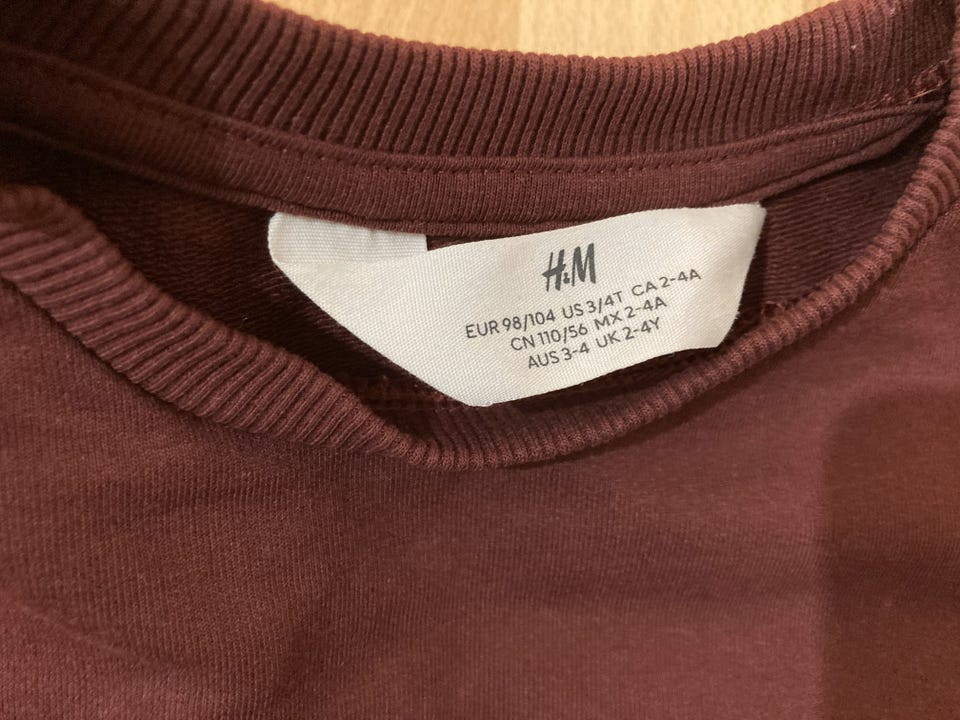 H&M
EUR 98/104 US 3/4T CA 2-4A
CN 110/56 MX 2-4A
AUS 3-4 UK 2-4Y